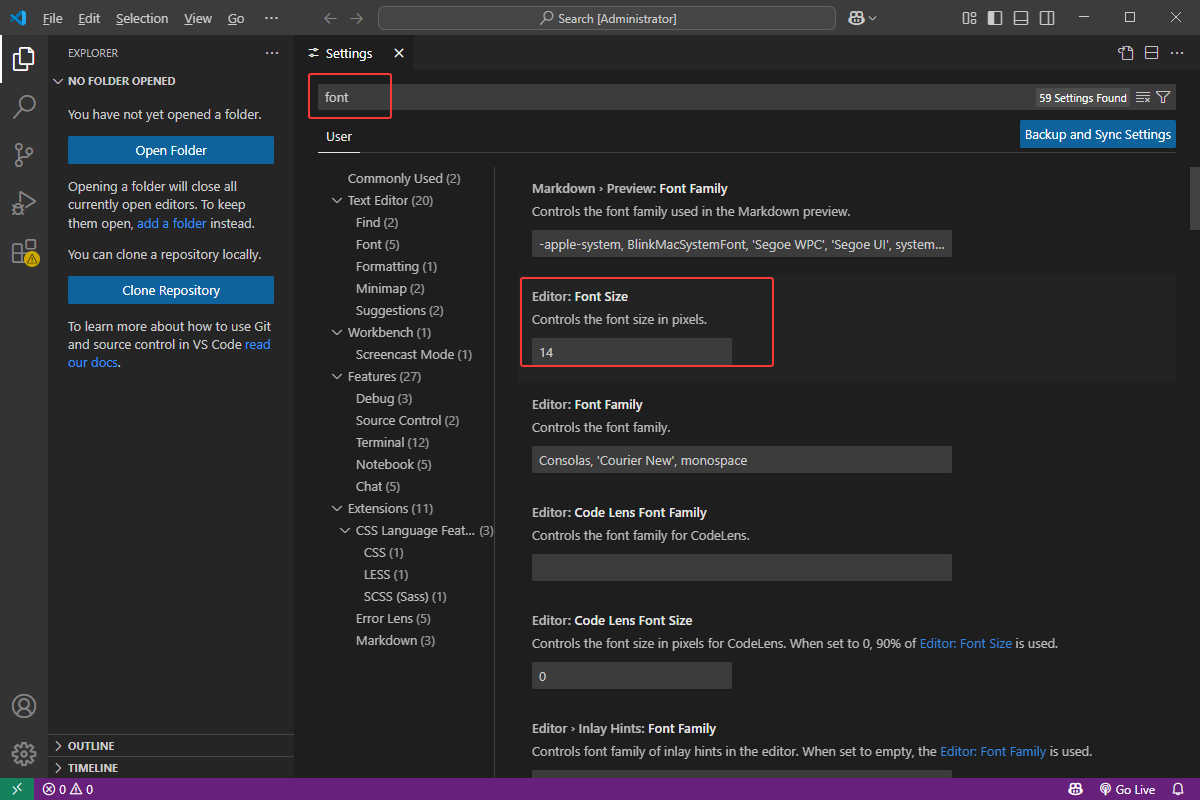 File Edit Selection View Go ···
Search [Administrator]
EXPLORER
NO FOLDER OPENED
You have not yet opened a folder.
Open Folder
Opening a folder will close all
currently open editors. To keep
them open, add a folder instead.
You can clone a repository locally.
Clone Repository
To learn more about how to use Git
and source control in VS Code read
our docs.
OUTLINE
TIMELINE
Settings
font
59 Settings Found
User
Backup and Sync Settings
Commonly Used (2)
Text Editor (20)
Find (2)
Font (5)
Formatting (1)
Minimap (2)
Suggestions (2)
Workbench (1)
Screencast Mode (1)
Features (27)
Debug (3)
Source Control (2)
Terminal (12)
Notebook (5)
Chat (5)
Extensions (11)
CSS Language Feat... (3)
CSS (1)
LESS (1)
SCSS (Sass) (1)
Error Lens (5)
Markdown (3)
Markdown › Preview: Font Family
Controls the font family used in the Markdown preview.
-apple-system, BlinkMacSystemFont, 'Segoe WPC', 'Segoe UI', system...
Editor: Font Size
Controls the font size in pixels.
14
Editor: Font Family
Controls the font family.
Consolas, 'Courier New', monospace
Editor: Code Lens Font Family
Controls the font family for CodeLens.
Editor: Code Lens Font Size
Controls the font size in pixels for CodeLens. When set to 0, 90% of Editor: Font Size is used.
0
Editor › Inlay Hints: Font Family
Controls font family of inlay hints in the editor. When set to empty, the Editor: Font Family is used.
0 0
Go Live